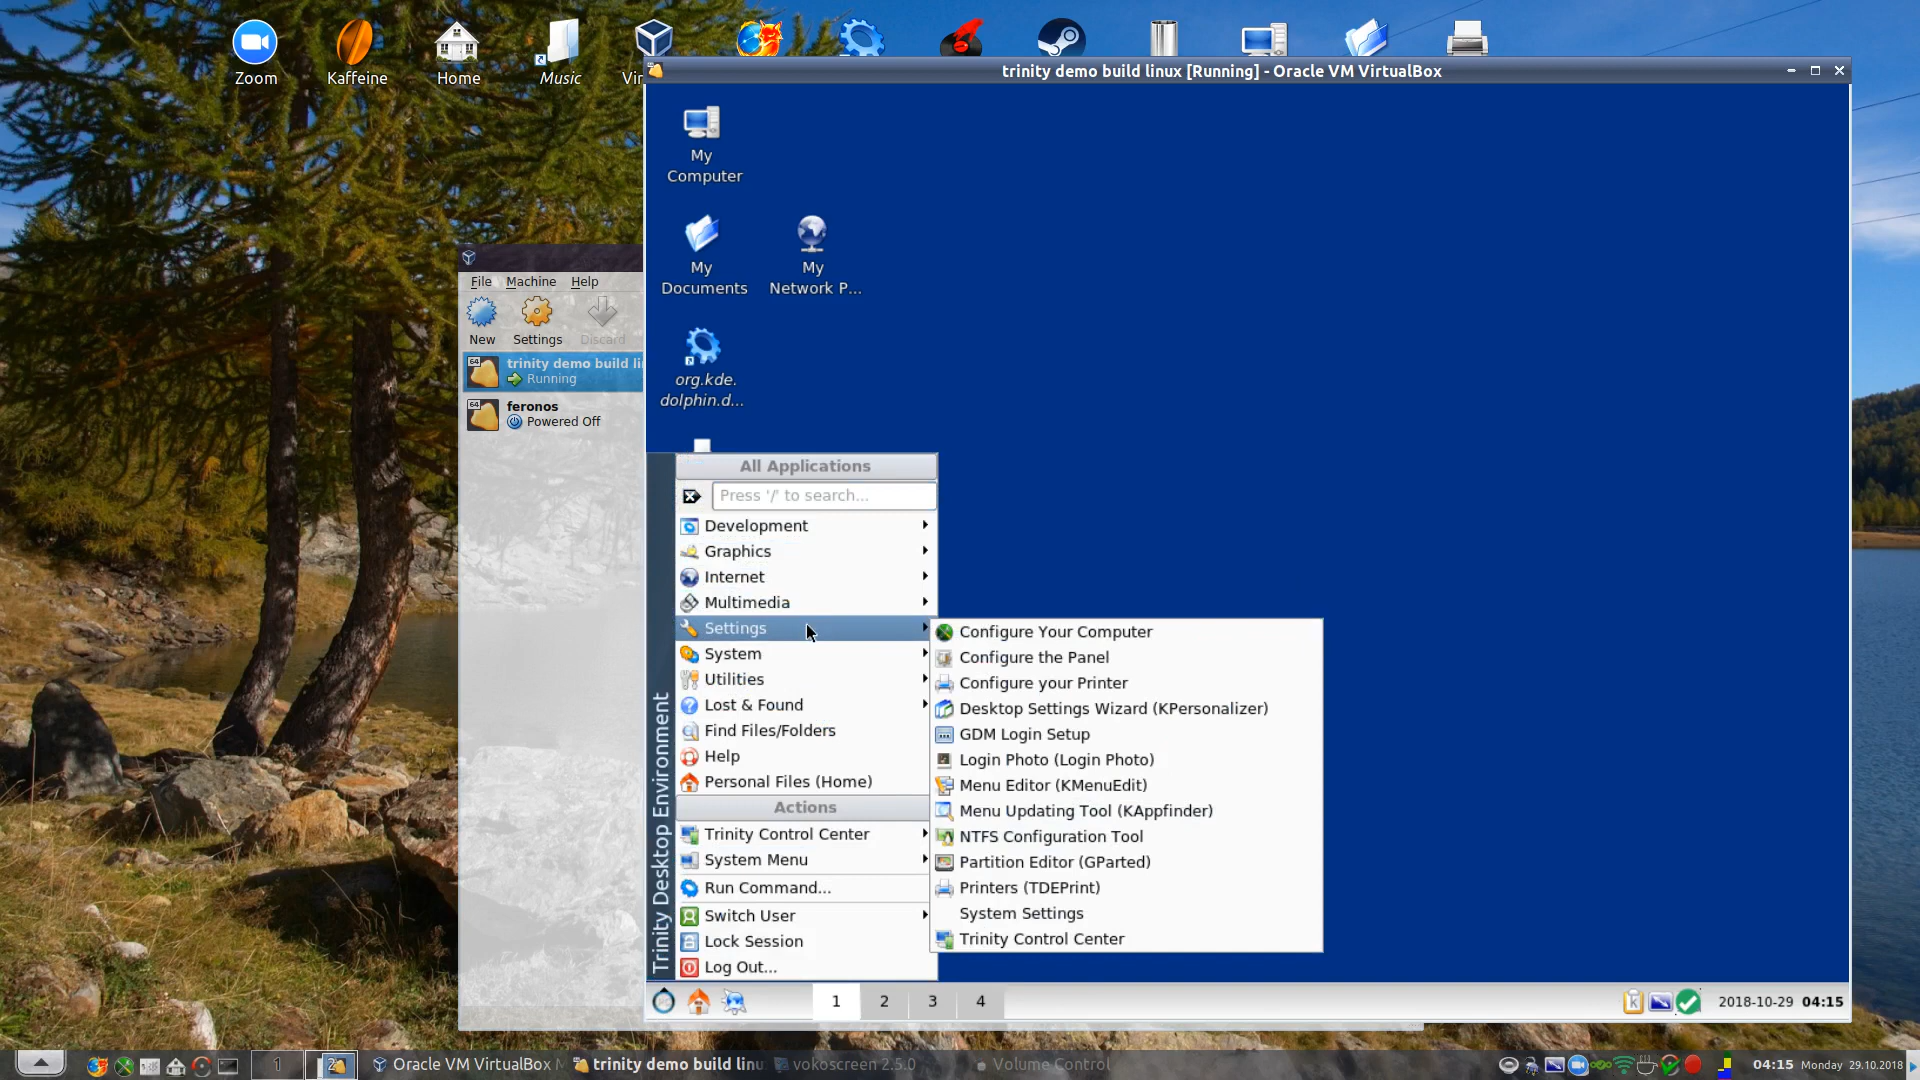 Zoom
Kaffeine
Home
Music
Vir
trinity demo build linux [Running] - Oracle VM VirtualBox
My
Computer
My
Documents
My
Network P...
org.kde.
dolphin.d...
File Machine Help
New Settings Discard
64
trinity demo build li
Running
64
feronos
Powered Off
All Applications
Press '/' to search...
Development
Graphics
Internet
Multimedia
Settings
System
Utilities
Lost & Found
Find Files/Folders
Help
Personal Files (Home)
Actions
Trinity Control Center
System Menu
Run Command...
Switch User
Lock Session
Log Out...
Trinity Desktop Environment
Configure Your Computer
Configure the Panel
Configure your Printer
Desktop Settings Wizard (KPersonalizer)
GDM Login Setup
Login Photo (Login Photo)
Menu Editor (KMenuEdit)
Menu Updating Tool (KAppfinder)
NTFS Configuration Tool
Partition Editor (GParted)
Printers (TDEPrint)
System Settings
Trinity Control Center
1 2 3 4
2018-10-29 04:15
1 2 Oracle VM VirtualBox trinity demo build linu vokoscreen 2.5.0 Volume Control
04:15 Monday 29.10.2018